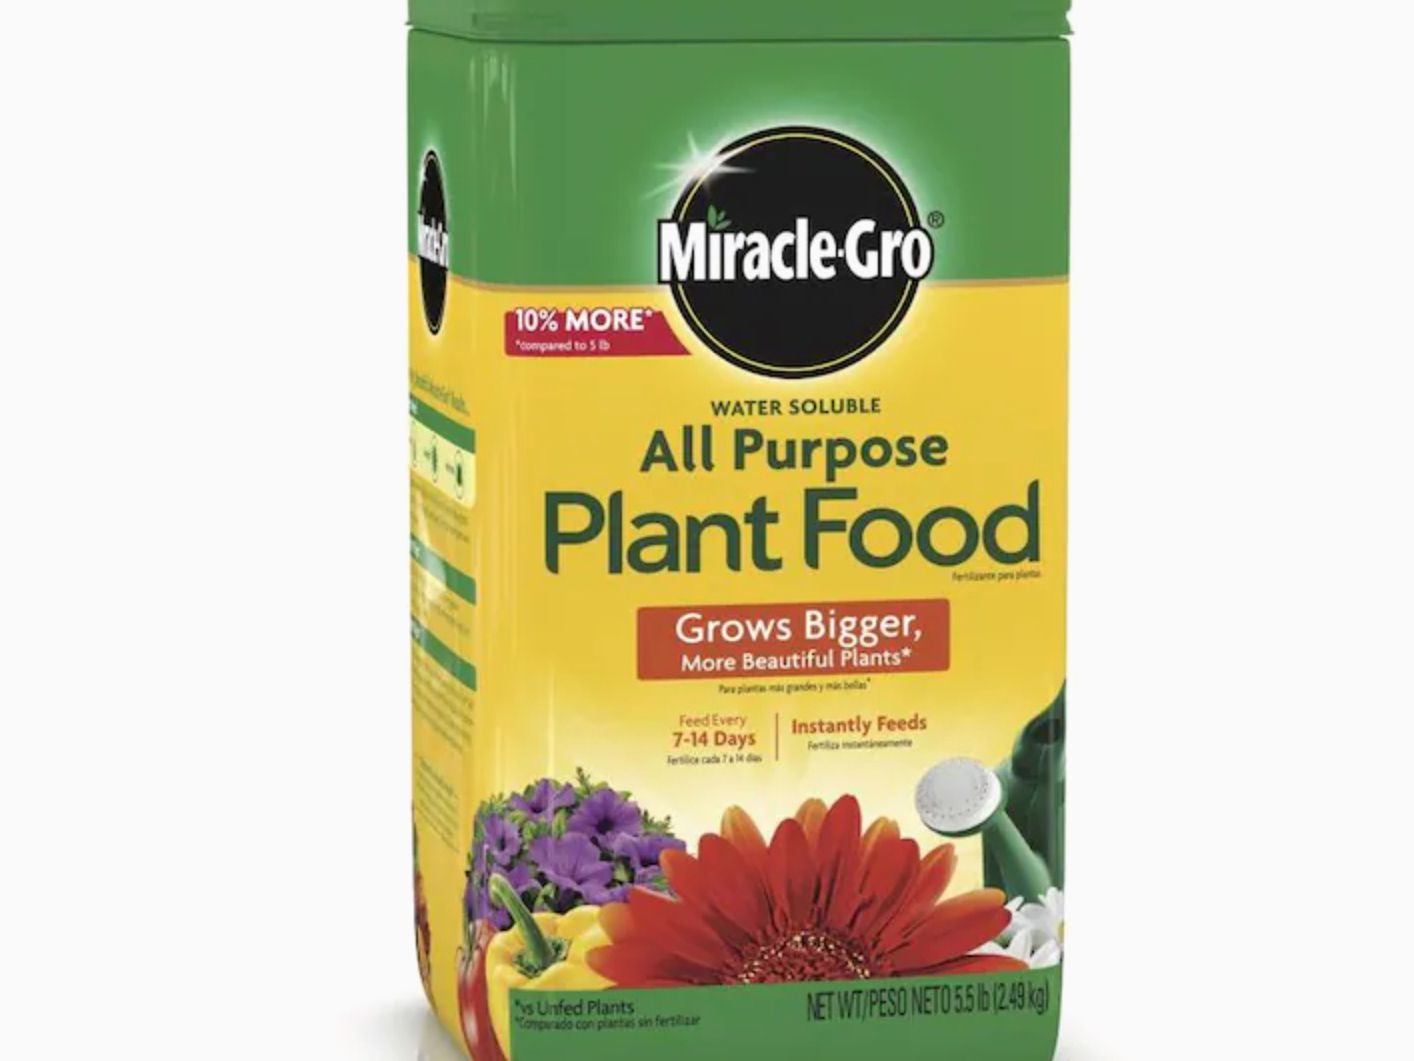 Miracle-Gro®
10% MORE*
*compared to 5 lb
WATER SOLUBLE
All Purpose
Plant Food
Fertilizante para plantas
Grows Bigger,
More Beautiful Plants*
Para plantas más grandes y más bellas*
Feed Every
7-14 Days
Fertilice cada 7 a 14 días
Instantly Feeds
Fertiliza instantáneamente
*vs Unfed Plants
*Comparado con plantas sin fertilizar
NET WT/PESO NETO 5.5 lb (2.49 kg)